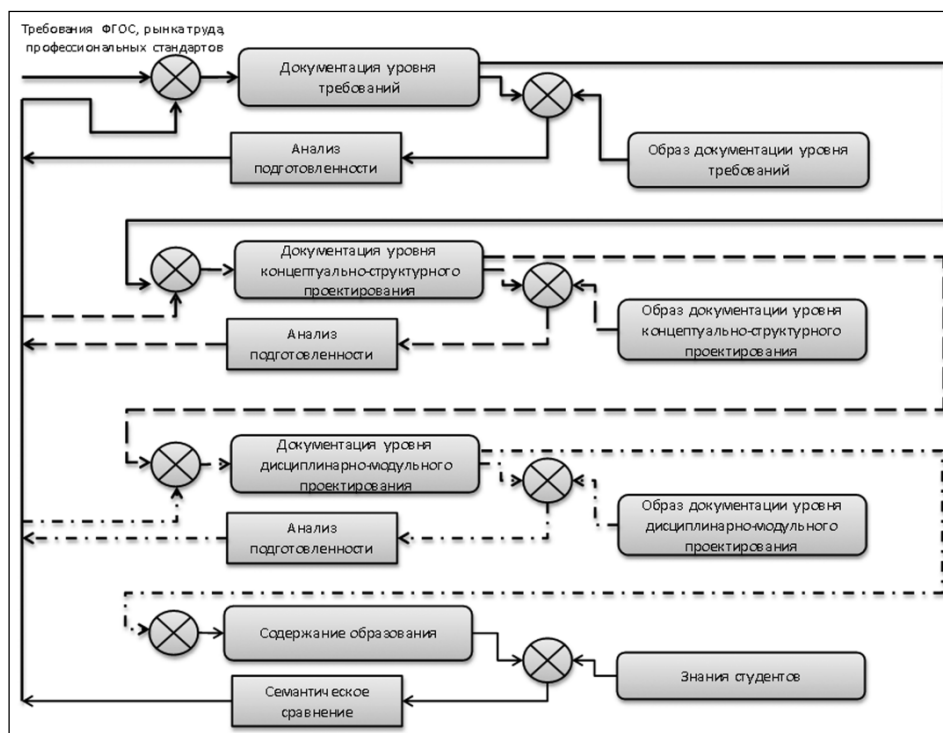 Требования ФГОС, рынка труда,
профессиональных стандартов
Документация уровня
требований
Анализ
подготовленности
Образ документации уровня
требований
Документация уровня
концептуально-структурного
проектирования
Анализ
подготовленности
Образ документации уровня
концептуально-структурного
проектирования
Документация уровня
дисциплинарно-модульного
проектирования
Анализ
подготовленности
Образ документации уровня
дисциплинарно-модульного
проектирования
Содержание образования
Знания студентов
Семантическое
сравнение